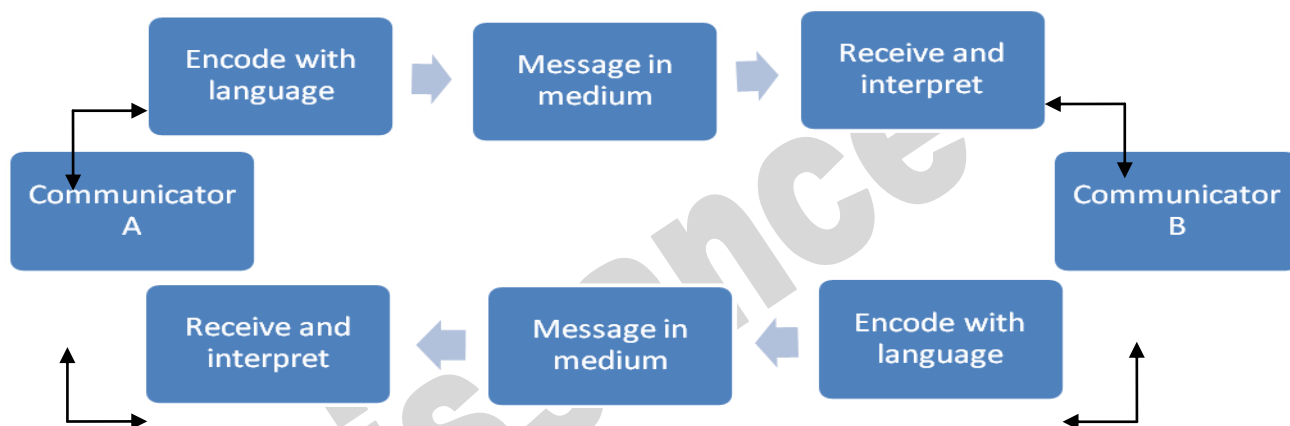 Encode with
language
Message in
medium
Receive and
interpret
Communicator
A
Communicator
B
Receive and
interpret
Message in
medium
Encode with
language